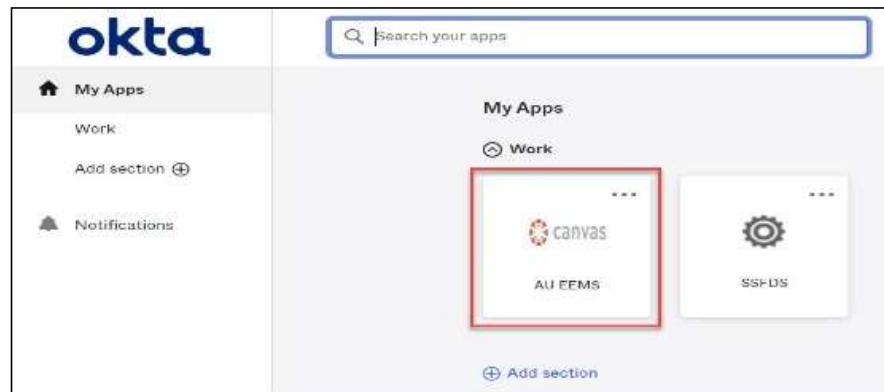 okta
Search your apps
My Apps
Work
Add section
Notifications
My Apps
Work
canvas
AU EEMS
SSFDS
Add section